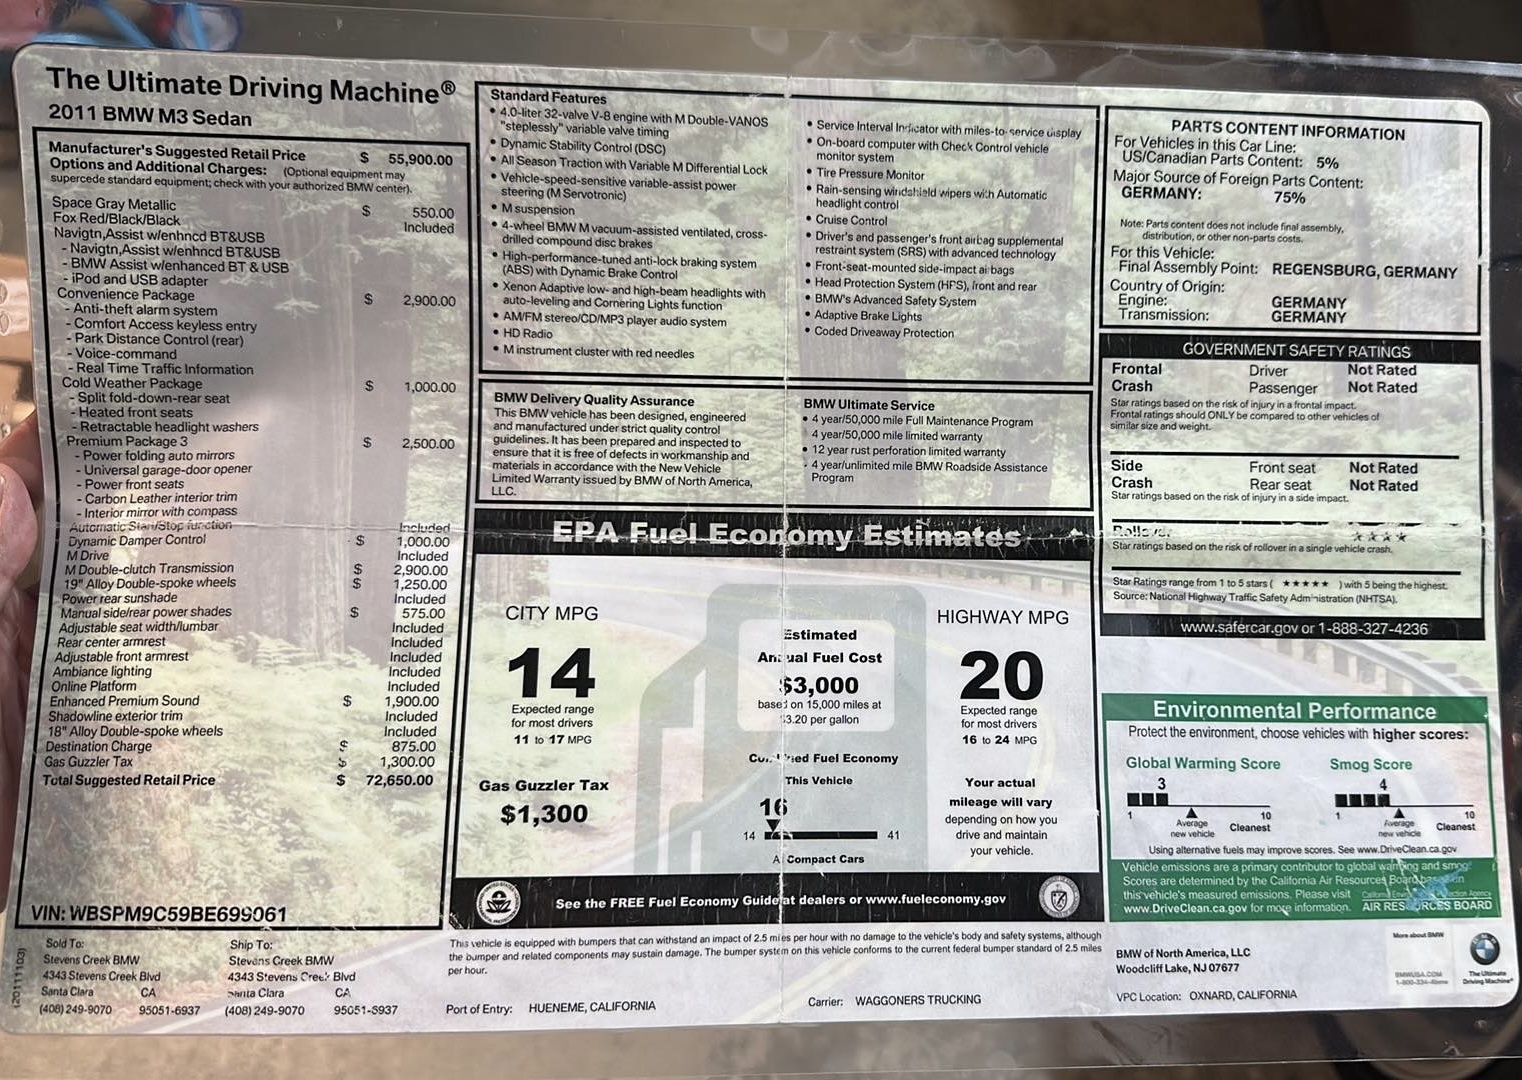 The Ultimate Driving Machine®
2011 BMW M3 Sedan
Manufacturer's Suggested Retail Price $ 55,900.00
Options and Additional Charges: (Optional equipment may
supercede standard equipment; check with your authorized BMW center).
Space Gray Metallic $ 550.00
Fox Red/Black/Black Included
Navigtn,Assist w/enhncd BT&USB
- Navigtn,Assist w/enhncd BT&USB
- BMW Assist w/enhanced BT & USB
- iPod and USB adapter
Convenience Package $ 2,900.00
- Anti-theft alarm system
- Comfort Access keyless entry
- Park Distance Control (rear)
- Voice-command
- Real Time Traffic Information
Cold Weather Package $ 1,000.00
- Split fold-down-rear seat
- Heated front seats
- Retractable headlight washers
Premium Package 3 $ 2,500.00
- Power folding auto mirrors
- Universal garage-door opener
- Power front seats
- Carbon Leather interior trim
- Interior mirror with compass
Automatic Start/Stop function Included
Dynamic Damper Control $ 1,000.00
M Drive Included
M Double-clutch Transmission $ 2,900.00
19" Alloy Double-spoke wheels $ 1,250.00
Power rear sunshade Included
Manual side/rear power shades $ 575.00
Adjustable seat width/lumbar Included
Rear center armrest Included
Adjustable front armrest Included
Ambiance lighting Included
Online Platform Included
Enhanced Premium Sound $ 1,900.00
Shadowline exterior trim Included
18" Alloy Double-spoke wheels Included
Destination Charge $ 875.00
Gas Guzzler Tax $ 1,300.00
Total Suggested Retail Price $ 72,650.00
VIN: WBSPM9C59BE699061
Standard Features
• 4.0-liter 32-valve V-8 engine with M Double-VANOS
"steplessly" variable valve timing
• Dynamic Stability Control (DSC)
• All Season Traction with Variable M Differential Lock
• Vehicle-speed-sensitive variable-assist power
steering (M Servotronic)
• M suspension
• 4-wheel BMW M vacuum-assisted ventilated, cross-
drilled compound disc brakes
• High-performance-tuned anti-lock braking system
(ABS) with Dynamic Brake Control
• Xenon Adaptive low- and high-beam headlights with
auto-leveling and Cornering Lights function
• AM/FM stereo/CD/MP3 player audio system
• HD Radio
• M instrument cluster with red needles
• Service Interval Indicator with miles-to-service display
• On-board computer with Check Control vehicle
monitor system
• Tire Pressure Monitor
• Rain-sensing windshield wipers with Automatic
headlight control
• Cruise Control
• Driver's and passenger's front airbag supplemental
restraint system (SRS) with advanced technology
• Front-seat-mounted side-impact airbags
• Head Protection System (HPS), front and rear
• BMW's Advanced Safety System
• Adaptive Brake Lights
• Coded Driveaway Protection
BMW Delivery Quality Assurance
This BMW vehicle has been designed, engineered
and manufactured under strict quality control
guidelines. It has been prepared and inspected to
ensure that it is free of defects in workmanship and
materials in accordance with the New Vehicle
Limited Warranty issued by BMW of North America,
LLC.
BMW Ultimate Service
• 4 year/50,000 mile Full Maintenance Program
4 year/50,000 mile limited warranty
• 12 year rust perforation limited warranty
• 4 year/unlimited mile BMW Roadside Assistance
Program
EPA Fuel Economy Estimates
CITY MPG
14
Expected range
for most drivers
11 to 17 MPG
Gas Guzzler Tax
$1,300
Estimated
Annual Fuel Cost
$3,000
based on 15,000 miles at
$3.20 per gallon
Combined Fuel Economy
This Vehicle
16
14 41
All Compact Cars
HIGHWAY MPG
20
Expected range
for most drivers
16 to 24 MPG
Your actual
mileage will vary
depending on how you
drive and maintain
your vehicle.
See the FREE Fuel Economy Guide at dealers or www.fueleconomy.gov
PARTS CONTENT INFORMATION
For Vehicles in this Car Line:
US/Canadian Parts Content: 5%
Major Source of Foreign Parts Content:
GERMANY: 75%
Note: Parts content does not include final assembly,
distribution, or other non-parts costs.
For this Vehicle:
Final Assembly Point: REGENSBURG, GERMANY
Country of Origin:
Engine: GERMANY
Transmission: GERMANY
GOVERNMENT SAFETY RATINGS
Frontal Driver Not Rated
Crash Passenger Not Rated
Star ratings based on the risk of injury in a frontal impact.
Frontal ratings should ONLY be compared to other vehicles of
similar size and weight.
Side Front seat Not Rated
Crash Rear seat Not Rated
Star ratings based on the risk of injury in a side impact.
Rollover ★★★★
Star ratings based on the risk of rollover in a single vehicle crash.
Star Ratings range from 1 to 5 stars ( ★★★★★ ) with 5 being the highest.
Source: National Highway Traffic Safety Administration (NHTSA).
www.safercar.gov or 1-888-327-4236
Environmental Performance
Protect the environment, choose vehicles with higher scores:
Global Warming Score
3
1 10
Average
new vehicle
Cleanest
Smog Score
4
1 10
Average
new vehicle
Cleanest
Using alternative fuels may improve scores. See www.DriveClean.ca.gov
Vehicle emissions are a primary contributor to global warming and smog.
Scores are determined by the California Air Resources Board based on
this vehicle's measured emissions. Please visit
www.DriveClean.ca.gov for more information.
AIR RESOURCES BOARD
(20111103)
Sold To:
Stevens Creek BMW
4343 Stevens Creek Blvd
Santa Clara CA
(408) 249-9070 95051-6937
Ship To:
Stevens Creek BMW
4343 Stevens Creek Blvd
Santa Clara CA
(408) 249-9070 95051-6937
This vehicle is equipped with bumpers that can withstand an impact of 2.5 miles per hour with no damage to the vehicle's body and safety systems, although
the bumper and related components may sustain damage. The bumper system on this vehicle conforms to the current federal bumper standard of 2.5 miles
per hour.
Port of Entry: HUENEME, CALIFORNIA
Carrier: WAGGONERS TRUCKING
BMW of North America, LLC
Woodcliff Lake, NJ 07677
VPC Location: OXNARD, CALIFORNIA
More about BMW
BMWUSA.COM
The Ultimate
Driving Machine®